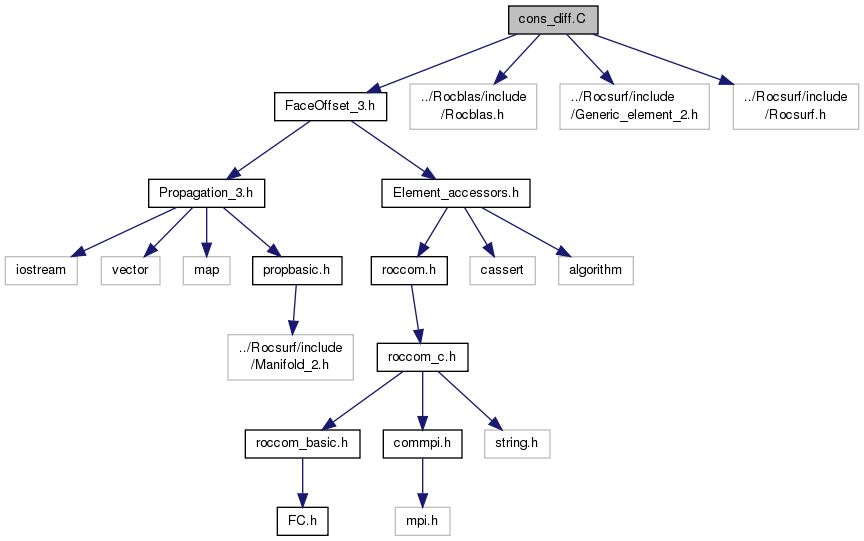 cons_diff.C
FaceOffset_3.h
../Rocblas/include
/Rocblas.h
../Rocsurf/include
/Generic_element_2.h
../Rocsurf/include
/Rocsurf.h
Propagation_3.h
Element_accessors.h
iostream
vector
map
propbasic.h
roccom.h
cassert
algorithm
../Rocsurf/include
/Manifold_2.h
roccom_c.h
roccom_basic.h
commpi.h
string.h
FC.h
mpi.h